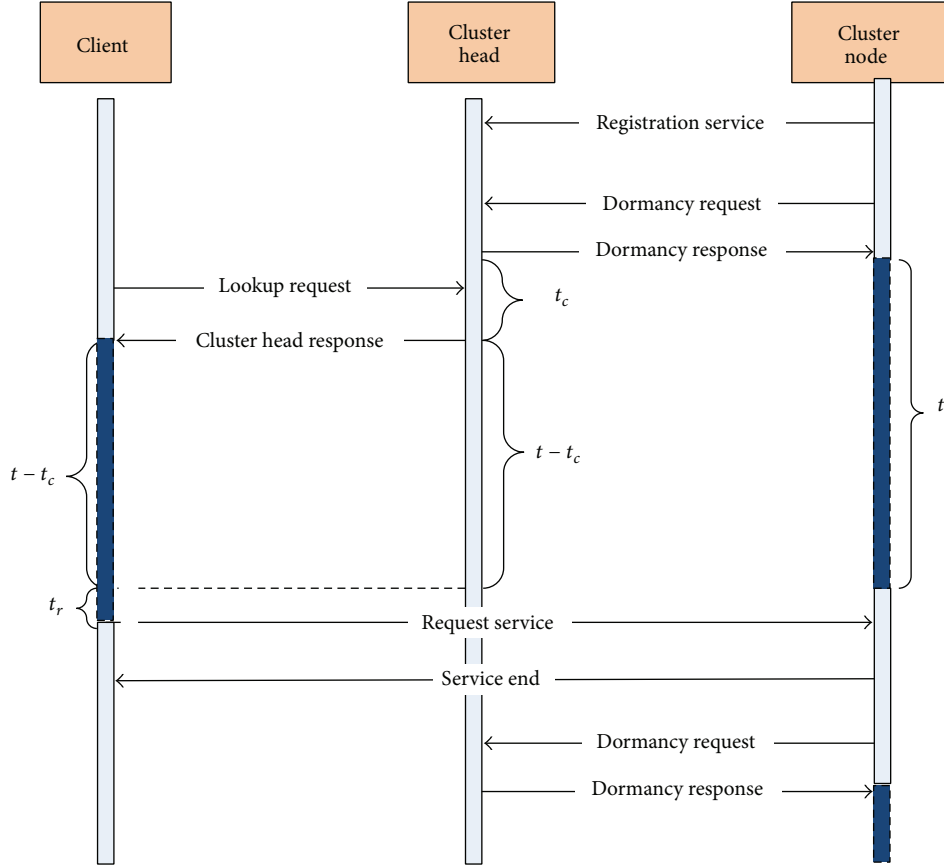 Client
Cluster
head
Cluster
node
Registration service
Dormancy request
Dormancy response
Lookup request
t_c
Cluster head response
t
t – t_c
t – t_c
t_r
Request service
Service end
Dormancy request
Dormancy response